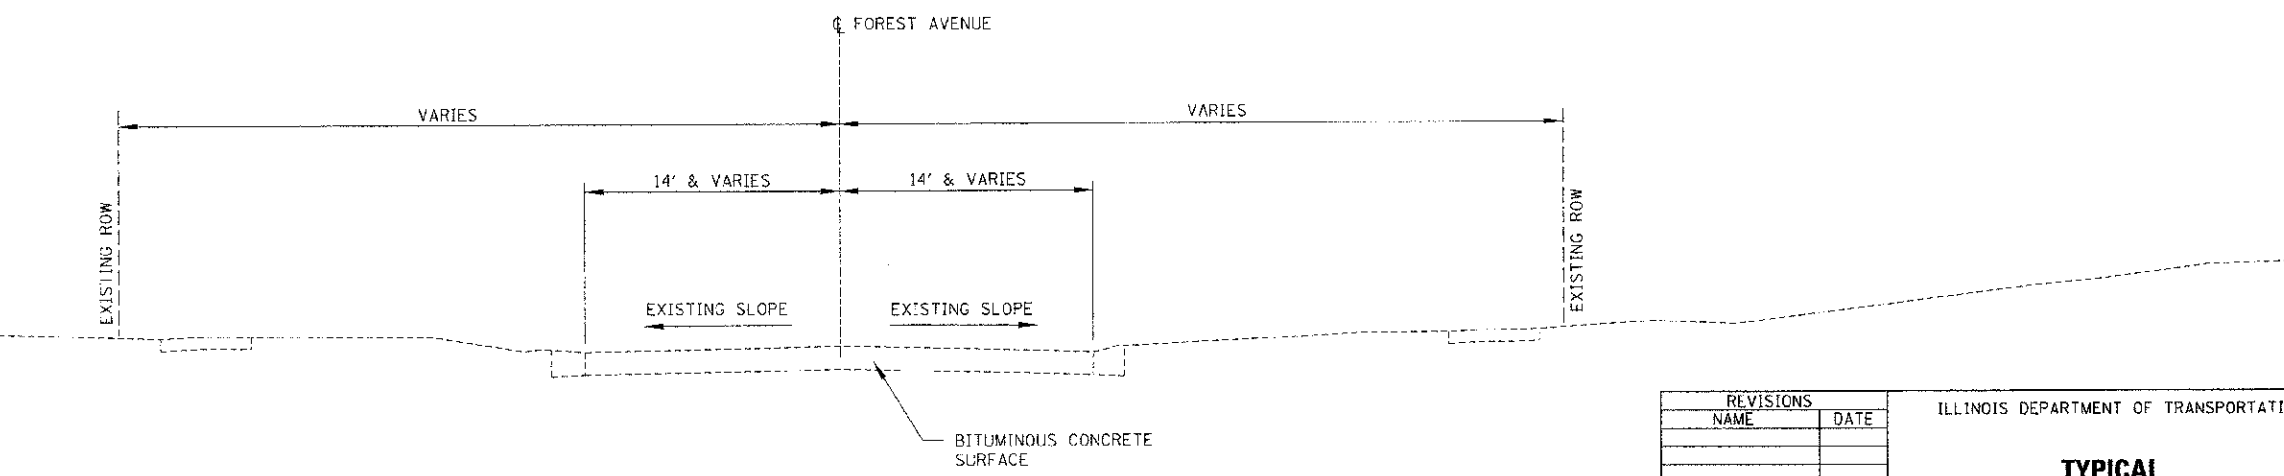 ℄ FOREST AVENUE
VARIES
VARIES
14' & VARIES
14' & VARIES
EXISTING ROW
EXISTING ROW
EXISTING SLOPE
EXISTING SLOPE
BITUMINOUS CONCRETE
SURFACE
REVISIONS
NAME
DATE
ILLINOIS DEPARTMENT OF TRANSPORTATI
TYPICAL